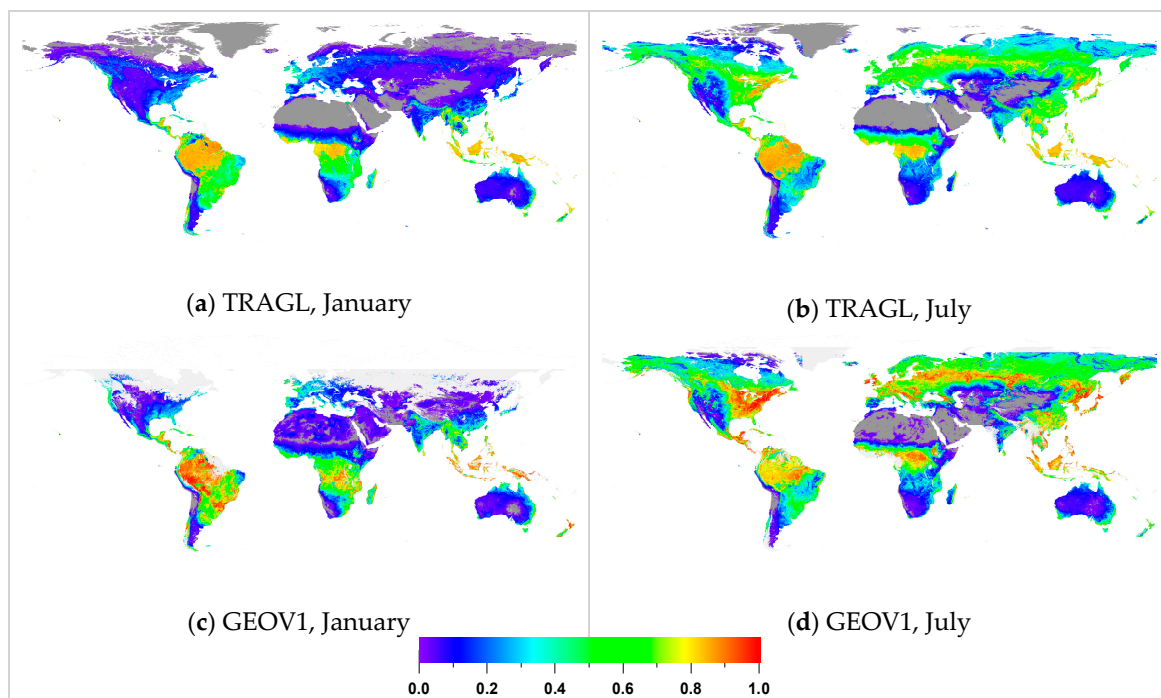 (a) TRAGL, January
(b) TRAGL, July
(c) GEOV1, January
(d) GEOV1, July
0.0 0.2 0.4 0.6 0.8 1.0